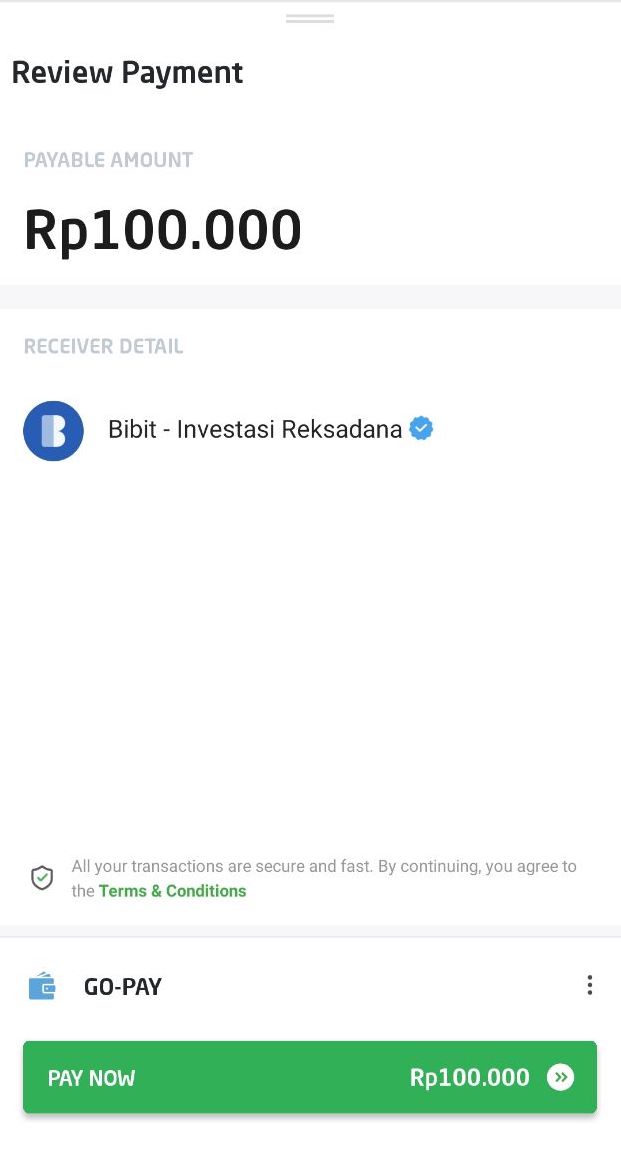 Review Payment
PAYABLE AMOUNT
Rp100.000
RECEIVER DETAIL
B
Bibit - Investasi Reksadana
All your transactions are secure and fast. By continuing, you agree to
the Terms & Conditions
GO-PAY
PAY NOW Rp100.000